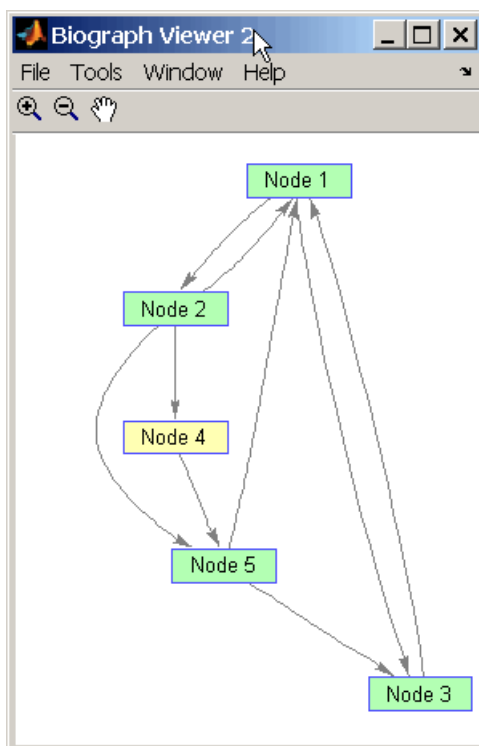 Biograph Viewer 2
File Tools Window Help
Node 1
Node 2
Node 4
Node 5
Node 3